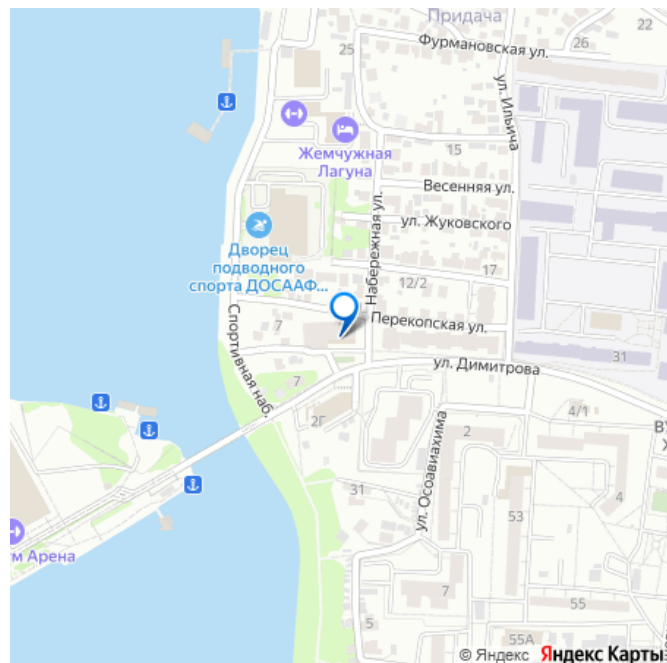 Придача
22
Фурмановская ул.
26
25
ул. Ильича
Жемчужная
Лагуна
15
Весенняя ул.
ул. Жуковского
Набережная ул.
Дворец
подводного
спорта ДОСААФ...
17
12/2
Перекопская ул.
7
Спортивная наб.
31
ул. Димитрова
7
2Г
4/1
ул. Осоавиахима
2
31
4
53
ум Арена
7
55
5
55А
© Яндекс Яндекс Карты